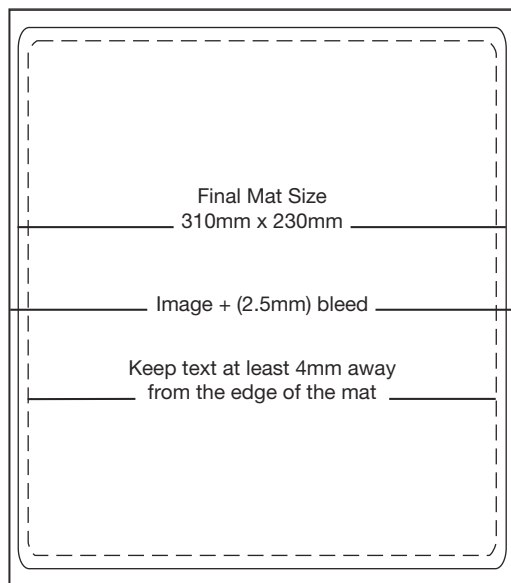 Final Mat Size
310mm x 230mm
Image + (2.5mm) bleed
Keep text at least 4mm away
from the edge of the mat